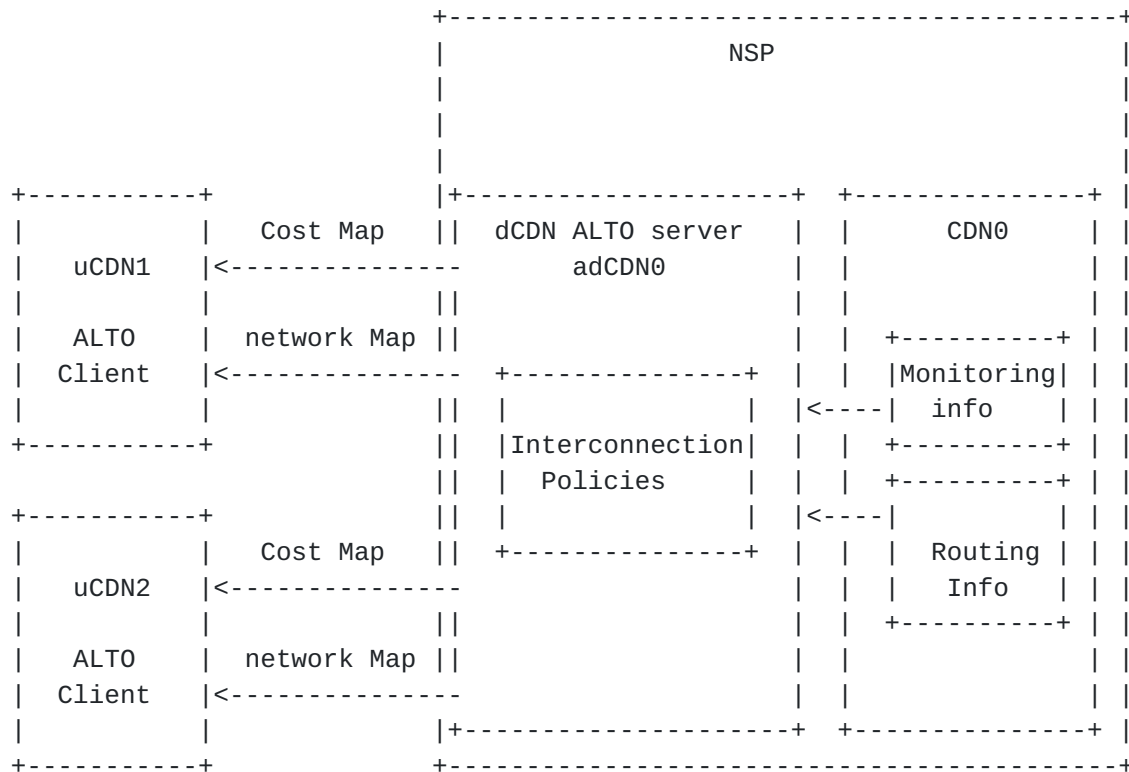 NSP
Cost Map dCDN ALTO server CDN0
uCDN1 adCDN0
ALTO network Map
Client Monitoring
info
Interconnection
Policies
Cost Map Routing
uCDN2 Info
ALTO network Map
Client